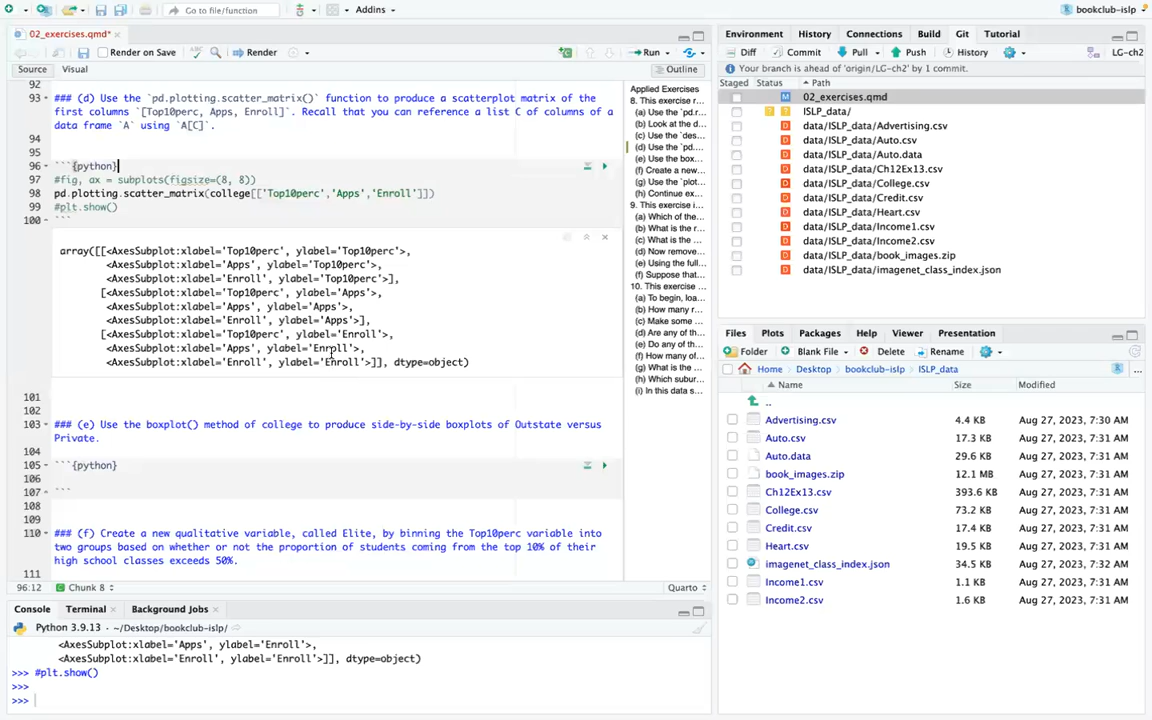 Go to file/function
Addins
bookclub-islp
02_exercises.qmd*
Render on Save
Render
Run
Source
Visual
Outline
92
93 ### (d) Use the `pd.plotting.scatter_matrix()` function to produce a scatterplot matrix of the
first columns `[Top10perc, Apps, Enroll]`. Recall that you can reference a list C of columns of a
data frame `A` using `A[C]`.
94
95
96 ```{python}
97 #fig, ax = subplots(figsize=(8, 8))
98 pd.plotting.scatter_matrix(college[['Top10perc','Apps','Enroll']])
99 #plt.show()
100 ```
array([[<AxesSubplot:xlabel='Top10perc', ylabel='Top10perc'>,
<AxesSubplot:xlabel='Apps', ylabel='Top10perc'>,
<AxesSubplot:xlabel='Enroll', ylabel='Top10perc'>],
[<AxesSubplot:xlabel='Top10perc', ylabel='Apps'>,
<AxesSubplot:xlabel='Apps', ylabel='Apps'>,
<AxesSubplot:xlabel='Enroll', ylabel='Apps'>],
[<AxesSubplot:xlabel='Top10perc', ylabel='Enroll'>,
<AxesSubplot:xlabel='Apps', ylabel='Enroll'>,
<AxesSubplot:xlabel='Enroll', ylabel='Enroll'>]], dtype=object)
101
102
103 ### (e) Use the boxplot() method of college to produce side-by-side boxplots of Outstate versus
Private.
104
105 ```{python}
106
107 ```
108
109
110 ### (f) Create a new qualitative variable, called Elite, by binning the Top10perc variable into
two groups based on whether or not the proportion of students coming from the top 10% of their
high school classes exceeds 50%.
111
96:12 Chunk 8 Quarto
Applied Exercises
8. This exercise r...
(a) Use the `pd.r...
(b) Look at the d...
(c) Use the `des...
(d) Use the `pd....
(e) Use the box...
(f) Create a new...
(g) Use the `plot...
(h) Continue ex...
9. This exercise i...
(a) Which of the...
(b) What is the r...
(c) What is the ...
(d) Now remove...
(e) Using the full...
(f) Suppose that...
10. This exercise ...
(a) To begin, loa...
(b) How many r...
(c) Make some ...
(d) Are any of th...
(e) Do any of th...
(f) How many of...
(g) What is the ...
(h) Which subur...
(i) In this data s...
Console Terminal Background Jobs
Python 3.9.13 · ~/Desktop/bookclub-islp/
<AxesSubplot:xlabel='Apps', ylabel='Enroll'>,
<AxesSubplot:xlabel='Enroll', ylabel='Enroll'>]], dtype=object)
>>> #plt.show()
>>>
>>>
Environment History Connections Build Git Tutorial
Diff Commit Pull Push History LG-ch2
Your branch is ahead of 'origin/LG-ch2' by 1 commit.
Staged Status Path
M 02_exercises.qmd
? ? ISLP_data/
D data/ISLP_data/Advertising.csv
D data/ISLP_data/Auto.csv
D data/ISLP_data/Auto.data
D data/ISLP_data/Ch12Ex13.csv
D data/ISLP_data/College.csv
D data/ISLP_data/Credit.csv
D data/ISLP_data/Heart.csv
D data/ISLP_data/Income1.csv
D data/ISLP_data/Income2.csv
D data/ISLP_data/book_images.zip
D data/ISLP_data/imagenet_class_index.json
Files Plots Packages Help Viewer Presentation
Folder Blank File Delete Rename
Home Desktop bookclub-islp ISLP_data ...
Name Size Modified
..
Advertising.csv 4.4 KB Aug 27, 2023, 7:30 AM
Auto.csv 17.3 KB Aug 27, 2023, 7:31 AM
Auto.data 29.6 KB Aug 27, 2023, 7:31 AM
book_images.zip 12.1 MB Aug 27, 2023, 7:31 AM
Ch12Ex13.csv 393.6 KB Aug 27, 2023, 7:31 AM
College.csv 73.2 KB Aug 27, 2023, 7:31 AM
Credit.csv 17.4 KB Aug 27, 2023, 7:31 AM
Heart.csv 19.5 KB Aug 27, 2023, 7:31 AM
imagenet_class_index.json 34.5 KB Aug 27, 2023, 7:32 AM
Income1.csv 1.1 KB Aug 27, 2023, 7:31 AM
Income2.csv 1.6 KB Aug 27, 2023, 7:31 AM